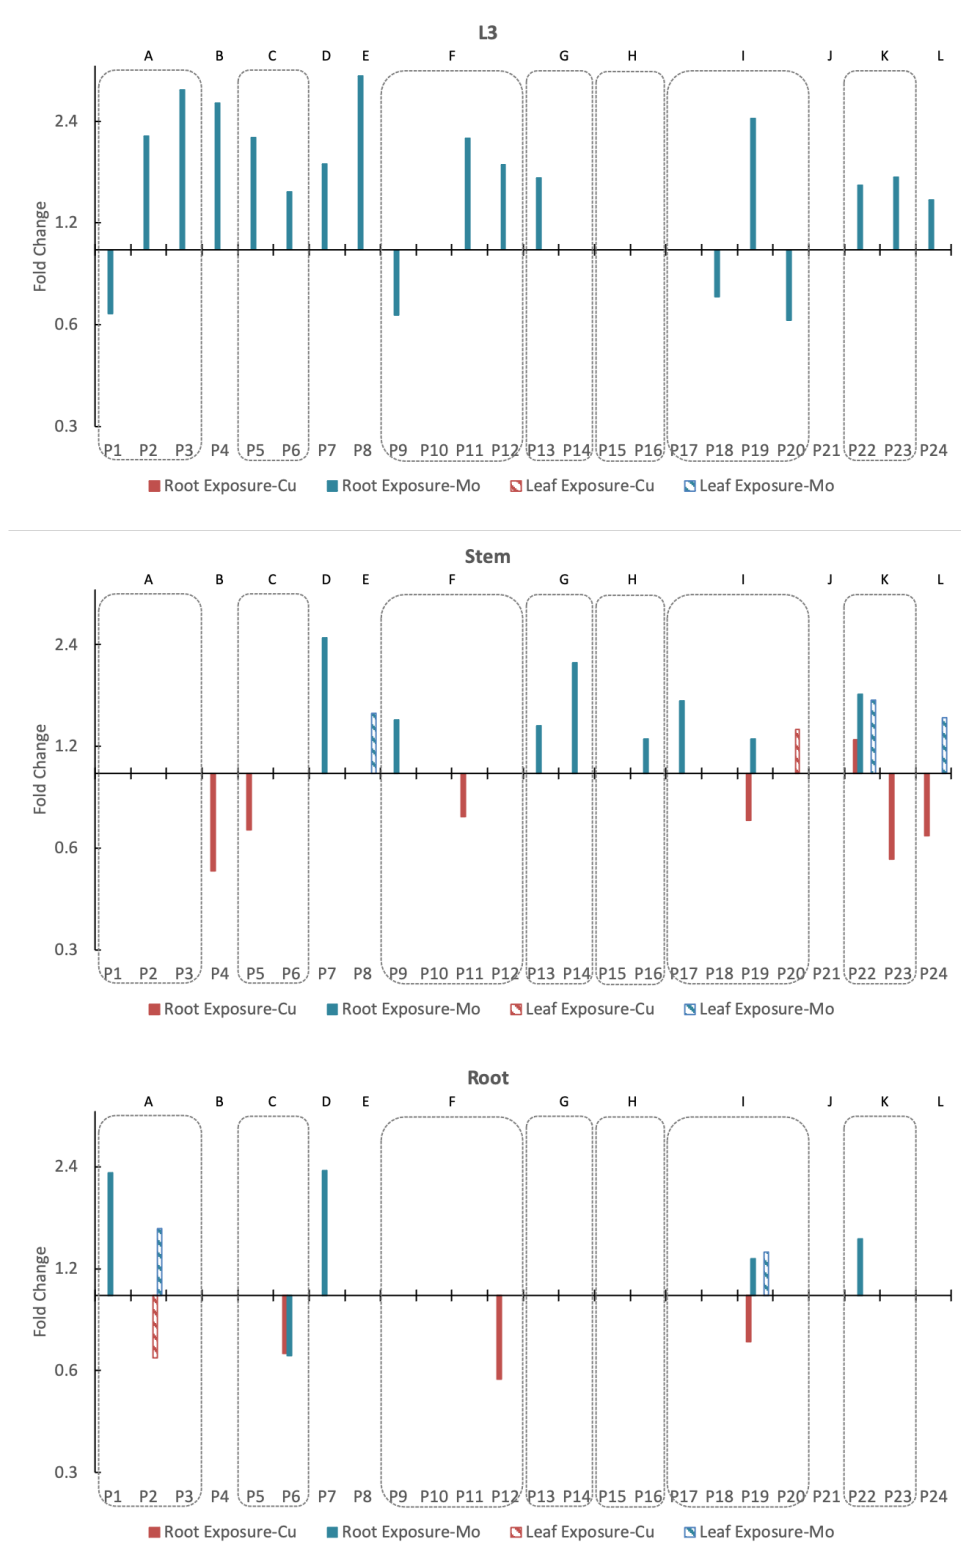 L3
A B C D E F G H I J K L
2.4
1.2
0.6
0.3
Fold Change
P1 P2 P3 P4 P5 P6 P7 P8 P9 P10 P11 P12 P13 P14 P15 P16 P17 P18 P19 P20 P21 P22 P23 P24
Root Exposure-Cu Root Exposure-Mo Leaf Exposure-Cu Leaf Exposure-Mo
Stem
A B C D E F G H I J K L
2.4
1.2
0.6
0.3
Fold Change
P1 P2 P3 P4 P5 P6 P7 P8 P9 P10 P11 P12 P13 P14 P15 P16 P17 P18 P19 P20 P21 P22 P23 P24
Root Exposure-Cu Root Exposure-Mo Leaf Exposure-Cu Leaf Exposure-Mo
Root
A B C D E F G H I J K L
2.4
1.2
0.6
0.3
Fold Change
P1 P2 P3 P4 P5 P6 P7 P8 P9 P10 P11 P12 P13 P14 P15 P16 P17 P18 P19 P20 P21 P22 P23 P24
Root Exposure-Cu Root Exposure-Mo Leaf Exposure-Cu Leaf Exposure-Mo